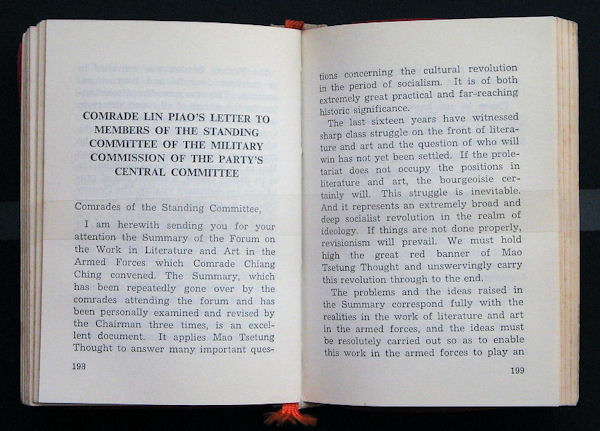 COMRADE LIN PIAO'S LETTER TO
MEMBERS OF THE STANDING
COMMITTEE OF THE MILITARY
COMMISSION OF THE PARTY'S
CENTRAL COMMITTEE
Comrades of the Standing Committee,
I am herewith sending you for your
attention the Summary of the Forum on
the Work in Literature and Art in the
Armed Forces which Comrade Chiang
Ching convened. The Summary, which
has been repeatedly gone over by the
comrades attending the forum and has
been personally examined and revised by
the Chairman three times, is an excel-
lent document. It applies Mao Tsetung
Thought to answer many important ques-
198
tions concerning the cultural revolution
in the period of socialism. It is of both
extremely great practical and far-reaching
historic significance.
The last sixteen years have witnessed
sharp class struggle on the front of litera-
ture and art and the question of who will
win has not yet been settled. If the prole-
tariat does not occupy the positions in
literature and art, the bourgeoisie cer-
tainly will. This struggle is inevitable.
And it represents an extremely broad and
deep socialist revolution in the realm of
ideology. If things are not done properly,
revisionism will prevail. We must hold
high the great red banner of Mao
Tsetung Thought and unswervingly carry
this revolution through to the end.
The problems and the ideas raised in
the Summary correspond fully with the
realities in the work of literature and art
in the armed forces, and the ideas must
be resolutely carried out so as to enable
this work in the armed forces to play an
199